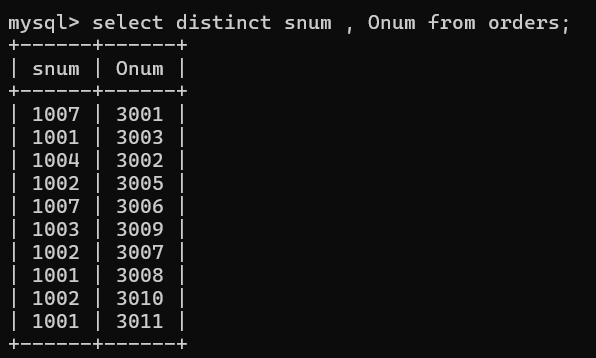 mysql> select distinct snum , Onum from orders;
+------+------+
| snum | Onum |
+------+------+
| 1007 | 3001 |
| 1001 | 3003 |
| 1004 | 3002 |
| 1002 | 3005 |
| 1007 | 3006 |
| 1003 | 3009 |
| 1002 | 3007 |
| 1001 | 3008 |
| 1002 | 3010 |
| 1001 | 3011 |
+------+------+